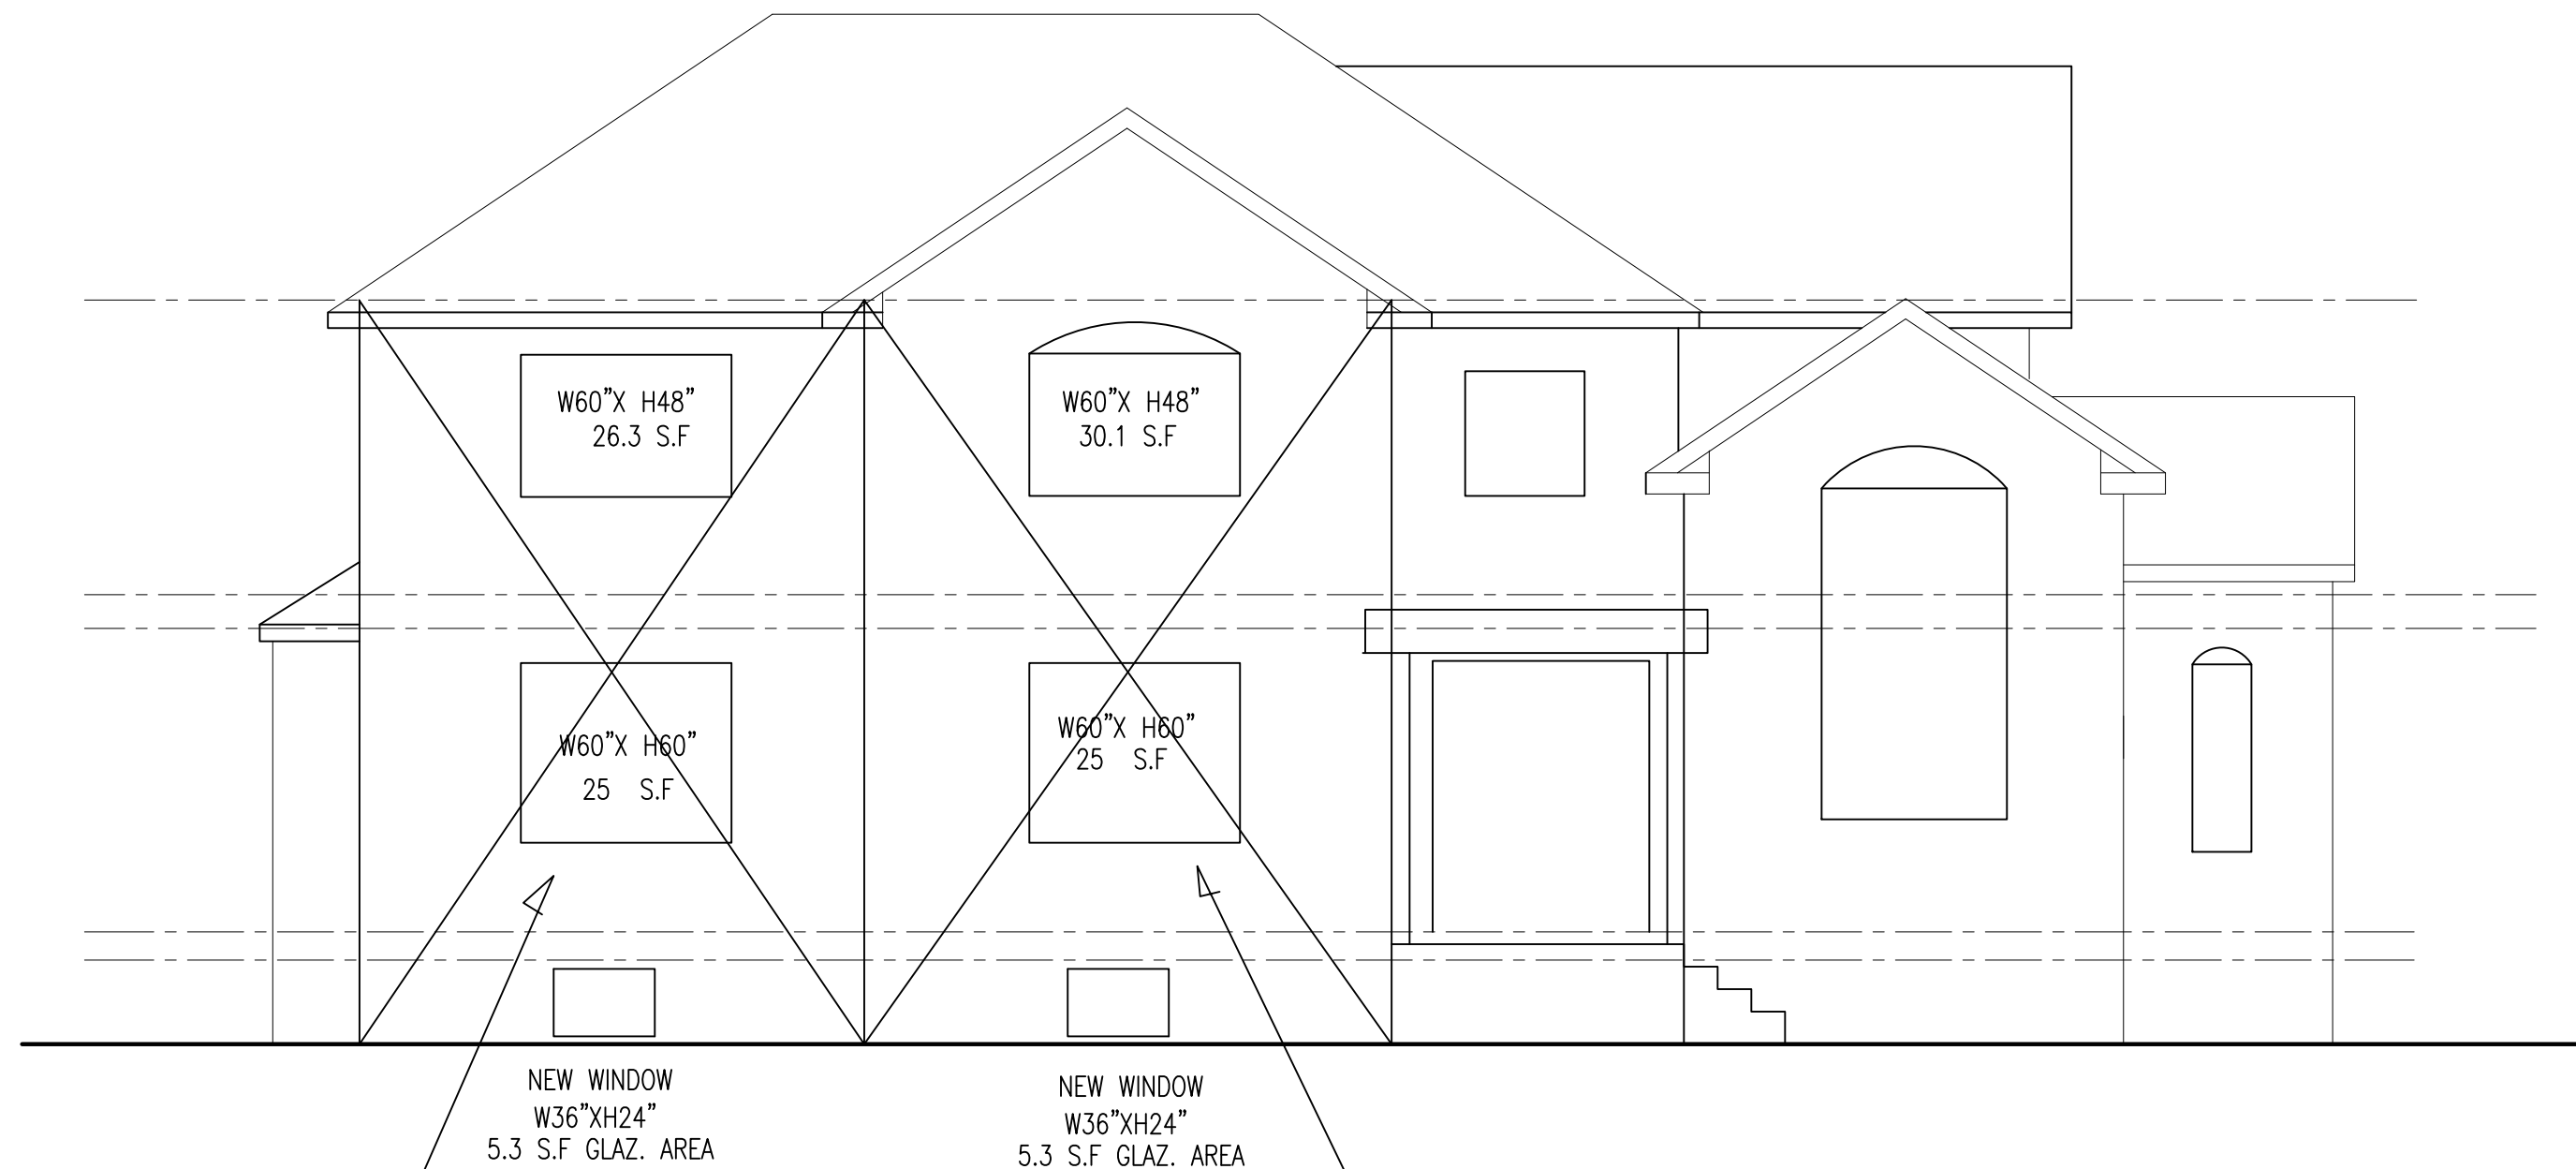 W60”X H48”
26.3 S.F
W60”X H48”
30.1 S.F
W60”X H60”
25 S.F
W60”X H60”
25 S.F
NEW WINDOW
W36”XH24”
5.3 S.F GLAZ. AREA
NEW WINDOW
W36”XH24”
5.3 S.F GLAZ. AREA